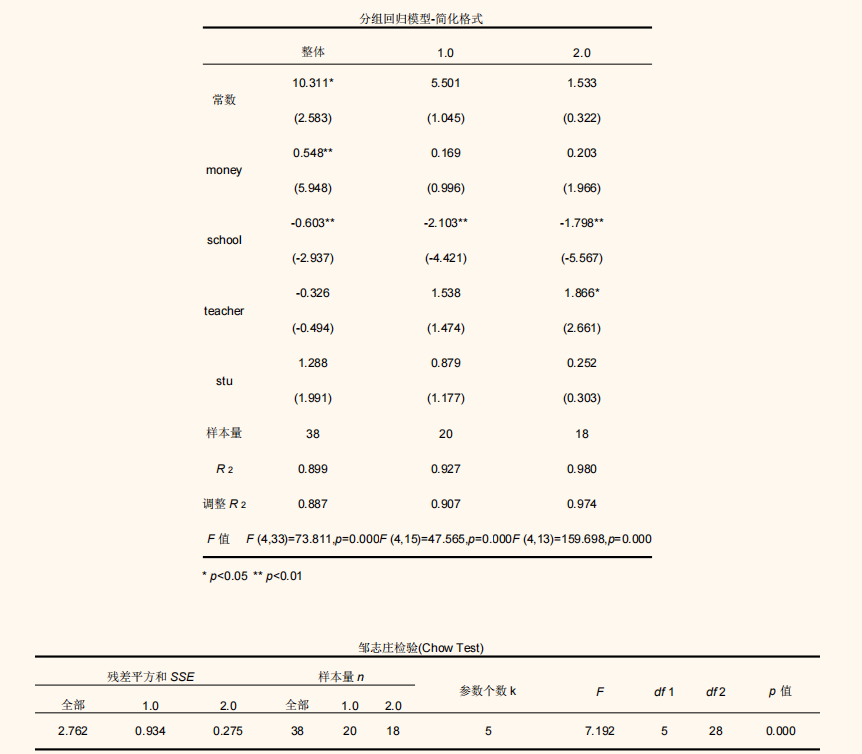 分组回归模型-简化格式
整体 1.0 2.0
10.311* 5.501 1.533
常数
(2.583) (1.045) (0.322)
0.548** 0.169 0.203
money
(5.948) (0.996) (1.966)
-0.603** -2.103** -1.798**
school
(-2.937) (-4.421) (-5.567)
-0.326 1.538 1.866*
teacher
(-0.494) (1.474) (2.661)
1.288 0.879 0.252
stu
(1.991) (1.177) (0.303)
样本量 38 20 18
R 2 0.899 0.927 0.980
调整 R 2 0.887 0.907 0.974
F 值 F (4,33)=73.811,p=0.000F (4,15)=47.565,p=0.000F (4,13)=159.698,p=0.000
* p<0.05 ** p<0.01
邹志庄检验(Chow Test)
残差平方和 SSE 样本量 n
参数个数 k F df 1 df 2 p 值
全部 1.0 2.0 全部 1.0 2.0
2.762 0.934 0.275 38 20 18 5 7.192 5 28 0.000